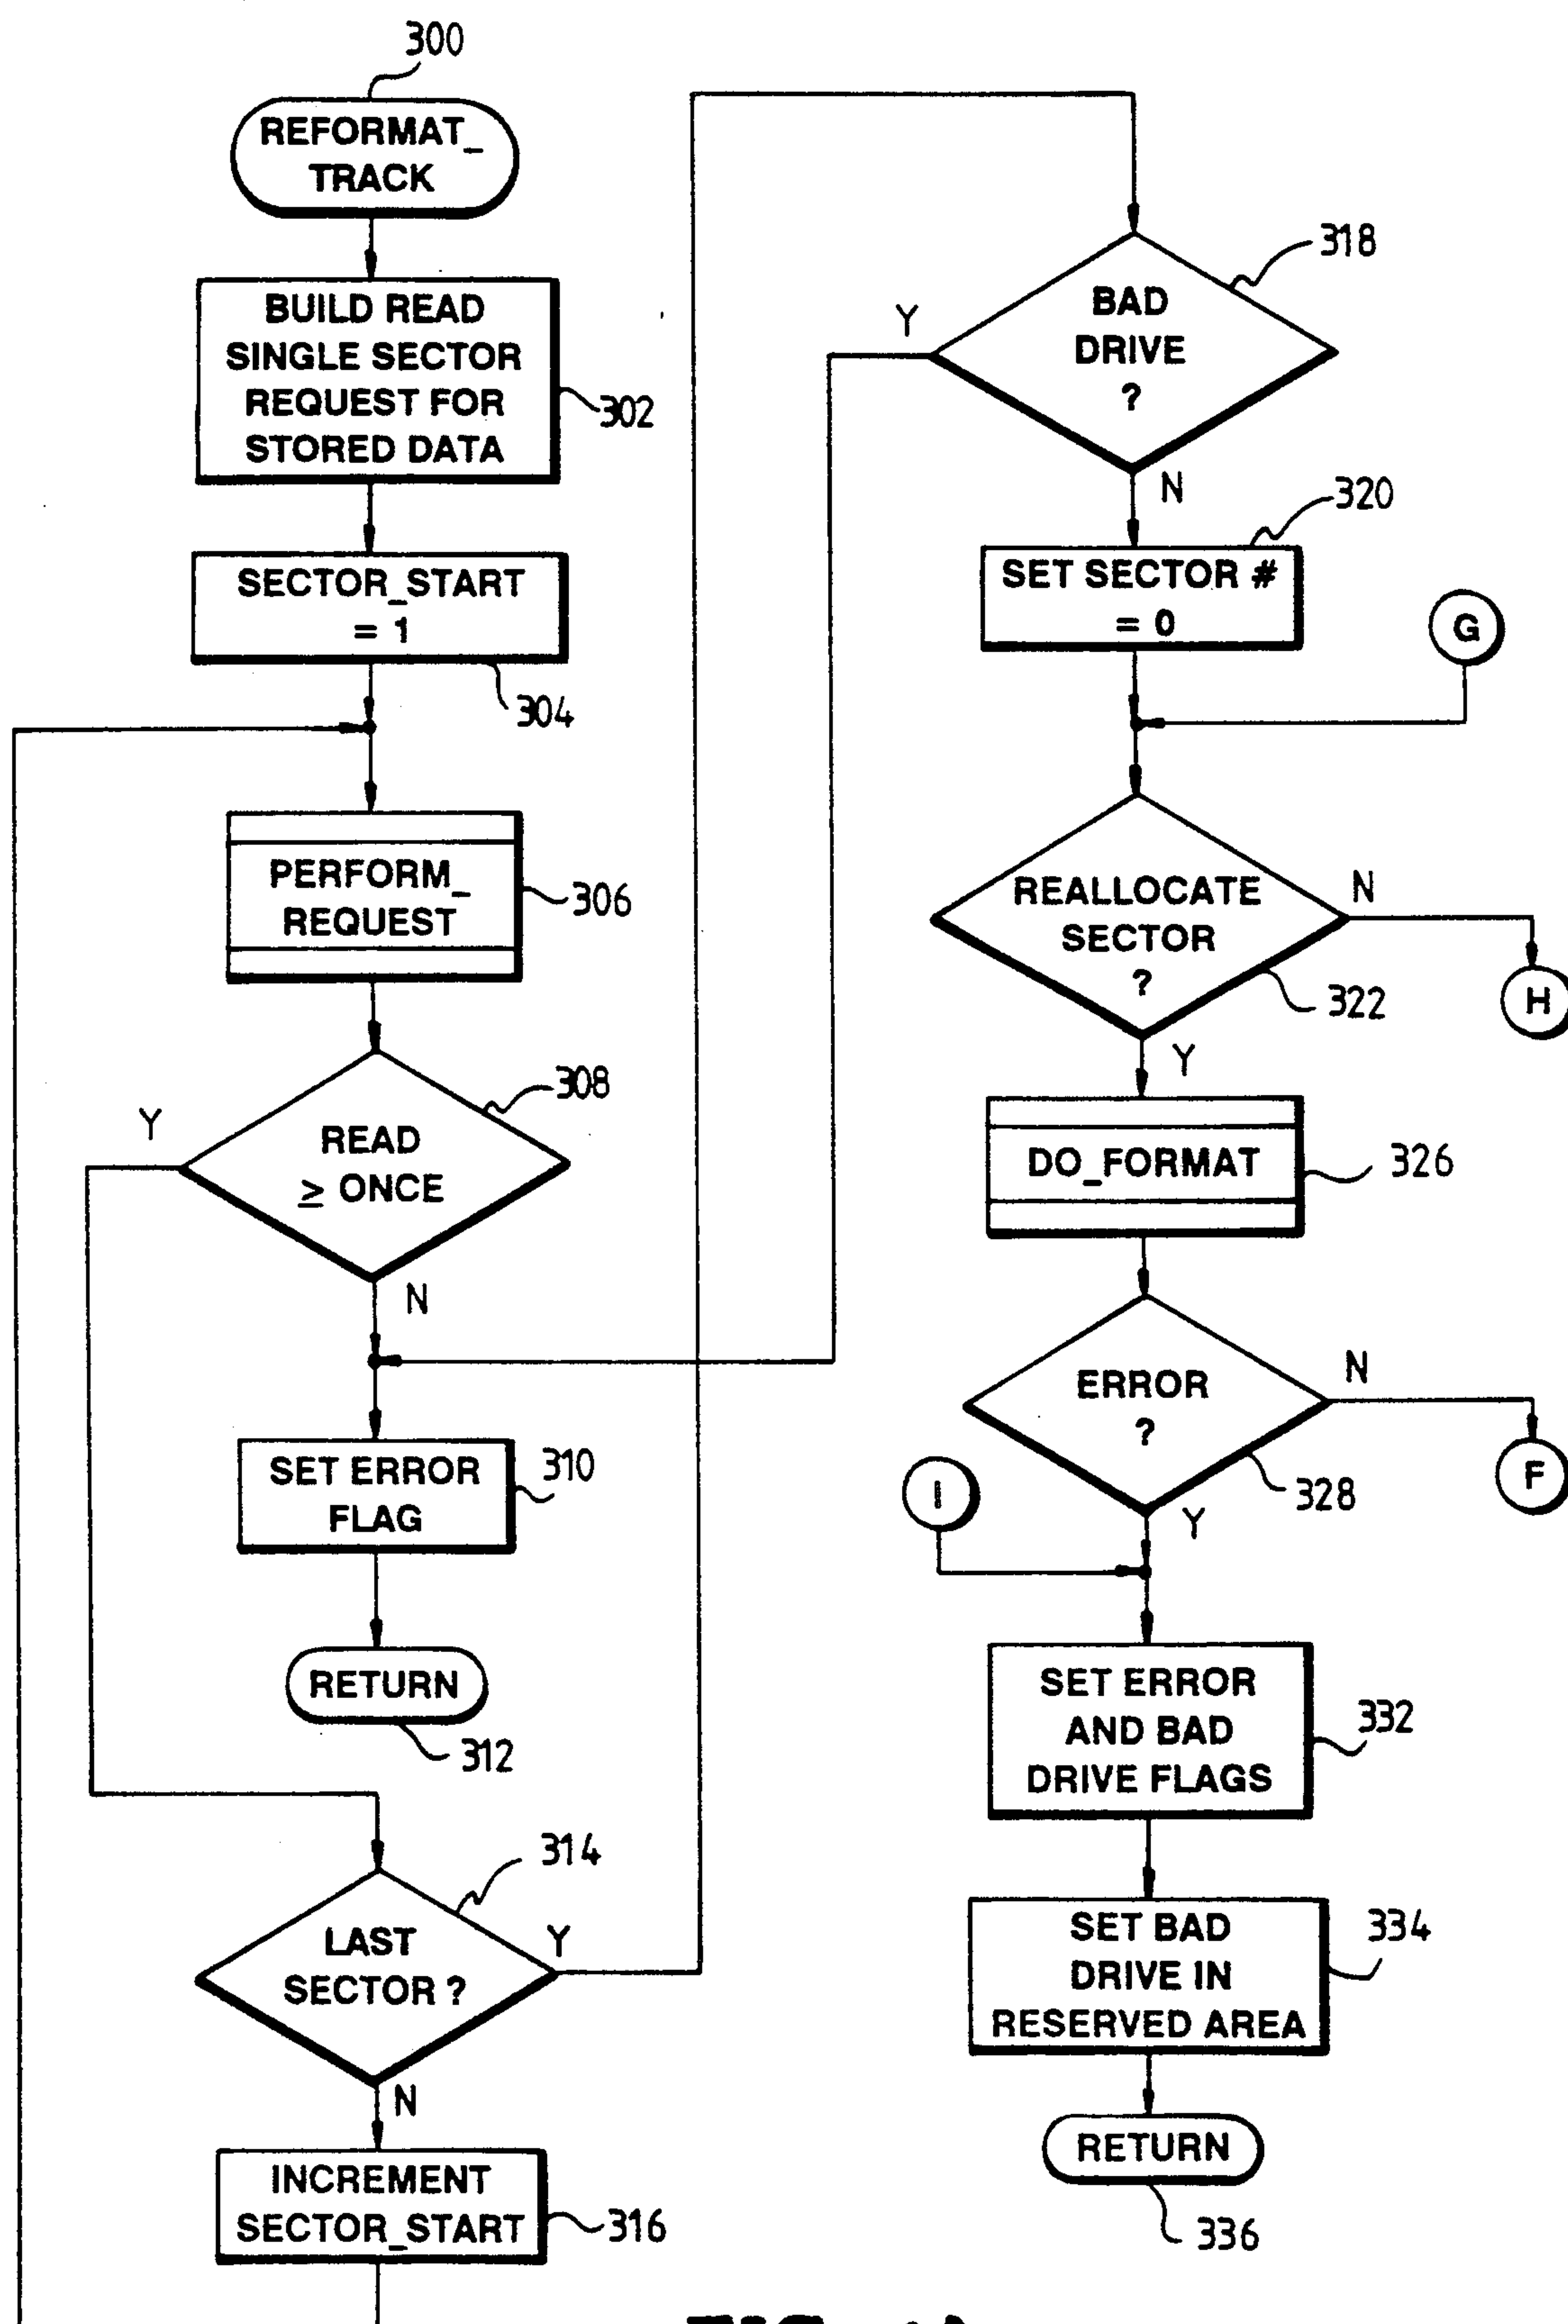 300
REFORMAT_
TRACK
BUILD READ
SINGLE SECTOR
REQUEST FOR
STORED DATA
302
SECTOR_START
= 1
304
PERFORM_
REQUEST
306
308
Y
READ
≥ ONCE
N
SET ERROR
FLAG
310
RETURN
312
314
LAST
SECTOR ?
Y
N
INCREMENT
SECTOR_START
316
318
Y
BAD
DRIVE
?
N
320
SET SECTOR #
= 0
G
REALLOCATE
SECTOR
?
N
322
H
Y
DO_FORMAT
326
ERROR
?
N
328
F
I
Y
SET ERROR
AND BAD
DRIVE FLAGS
332
SET BAD
DRIVE IN
RESERVED AREA
334
RETURN
336